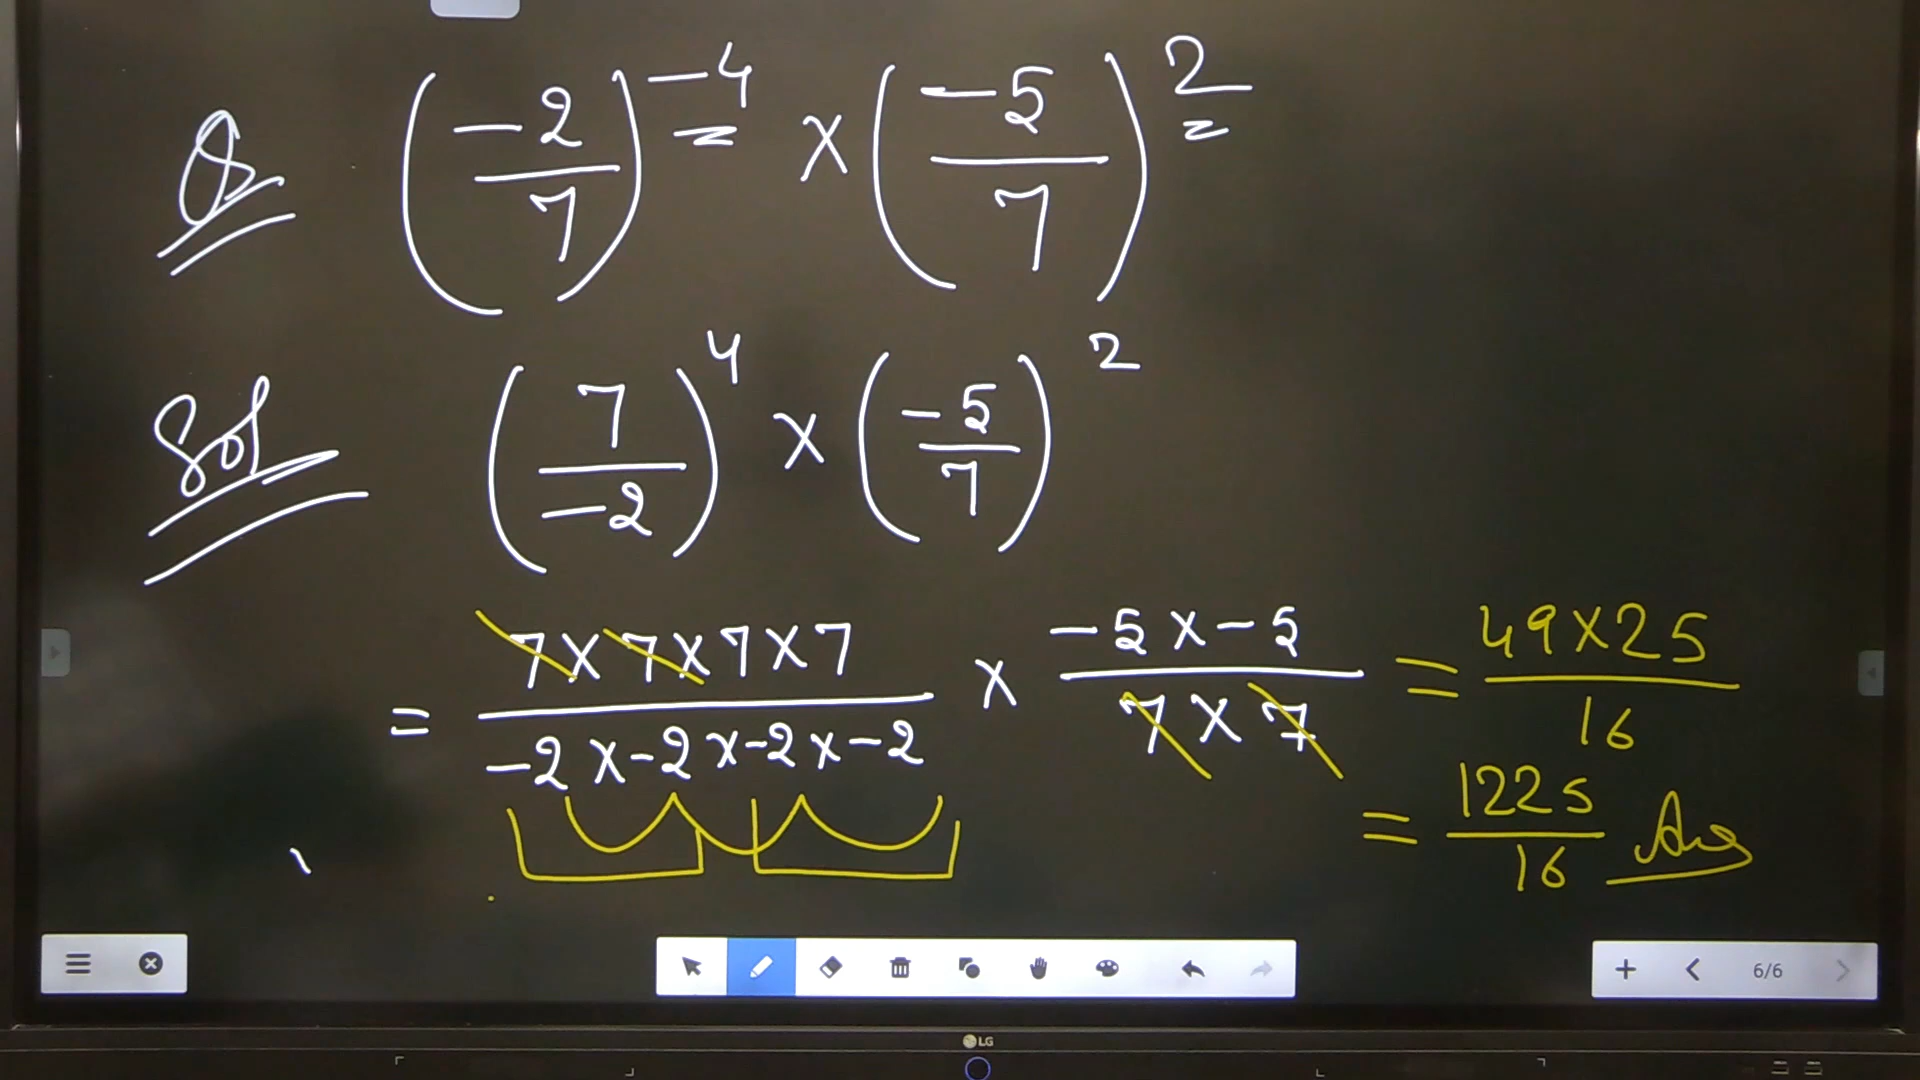 Q (-2/7)^-4 × (-5/7)^2
Sol (7/-2)^4 × (-5/7)^2
= 7×7×7×7/-2×-2×-2×-2 × -5×-5/7×7 = 49×25/16
= 1225/16 Ans
6/6
LG